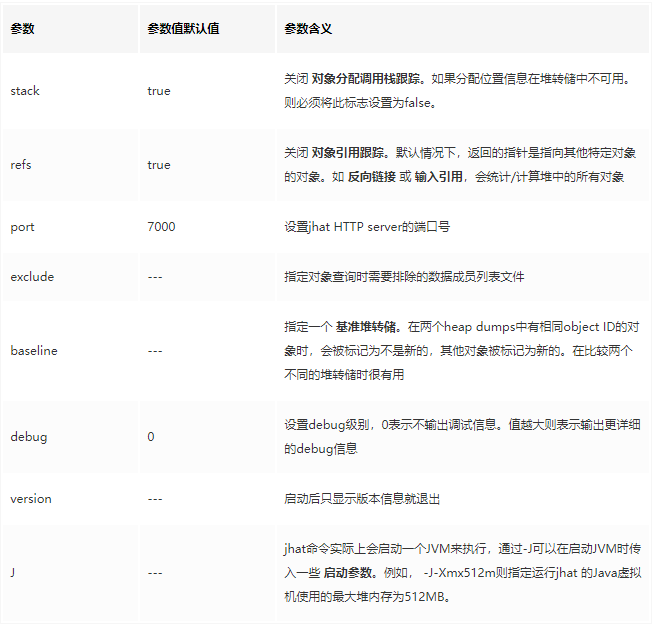 参数 参数值默认值 参数含义
stack true 关闭 对象分配调用栈跟踪。如果分配位置信息在堆转储中不可用。
则必须将此标志设置为false。
refs true 关闭 对象引用跟踪。默认情况下，返回的指针是指向其他特定对象
的对象。如 反向链接 或 输入引用，会统计/计算堆中的所有对象
port 7000 设置jhat HTTP server的端口号
exclude --- 指定对象查询时需要排除的数据成员列表文件
baseline --- 指定一个 基准堆转储。在两个heap dumps中有相同object ID的对
象时，会被标记为不是新的，其他对象被标记为新的。在比较两个
不同的堆转储时很有用
debug 0 设置debug级别，0表示不输出调试信息。值越大则表示输出更详细
的debug信息
version --- 启动后只显示版本信息就退出
J --- jhat命令实际上会启动一个JVM来执行，通过-J可以在启动JVM时传
入一些 启动参数。例如， -J-Xmx512m则指定运行jhat 的Java虚拟
机使用的最大堆内存为512MB。